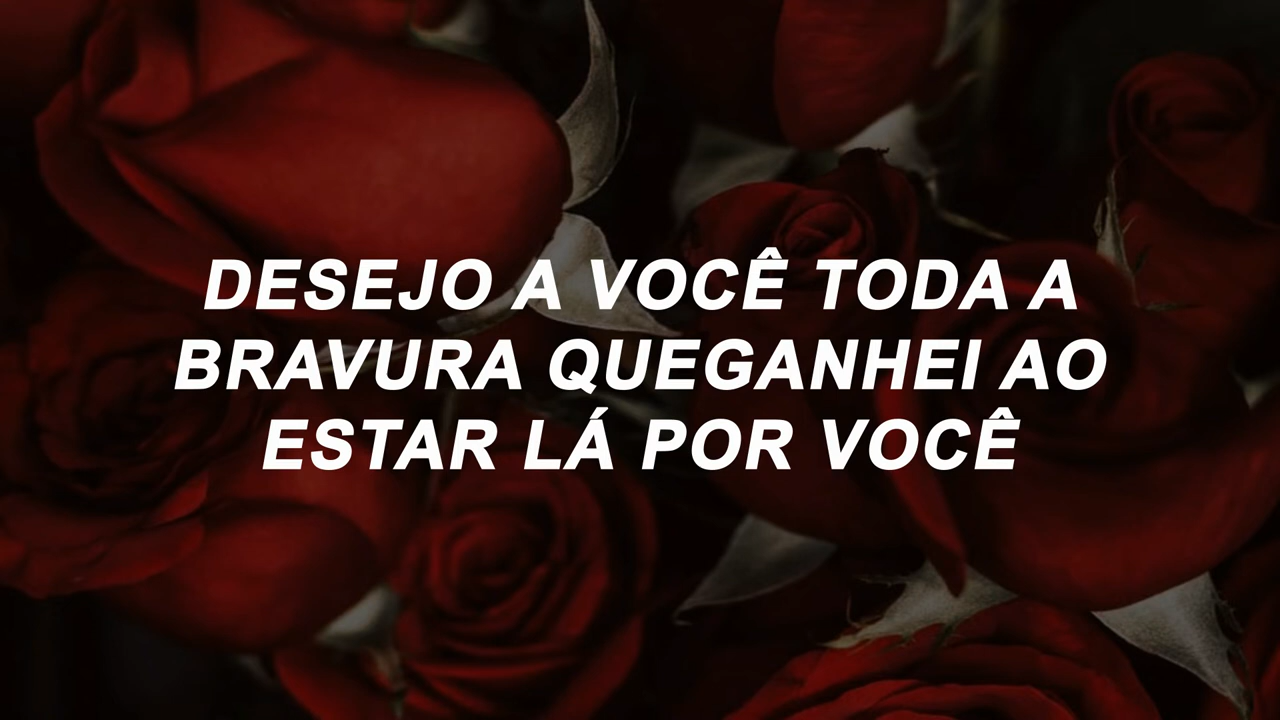 DESEJO A VOCÊ TODA A
BRAVURA QUEGANHEI AO
ESTAR LÁ POR VOCÊ